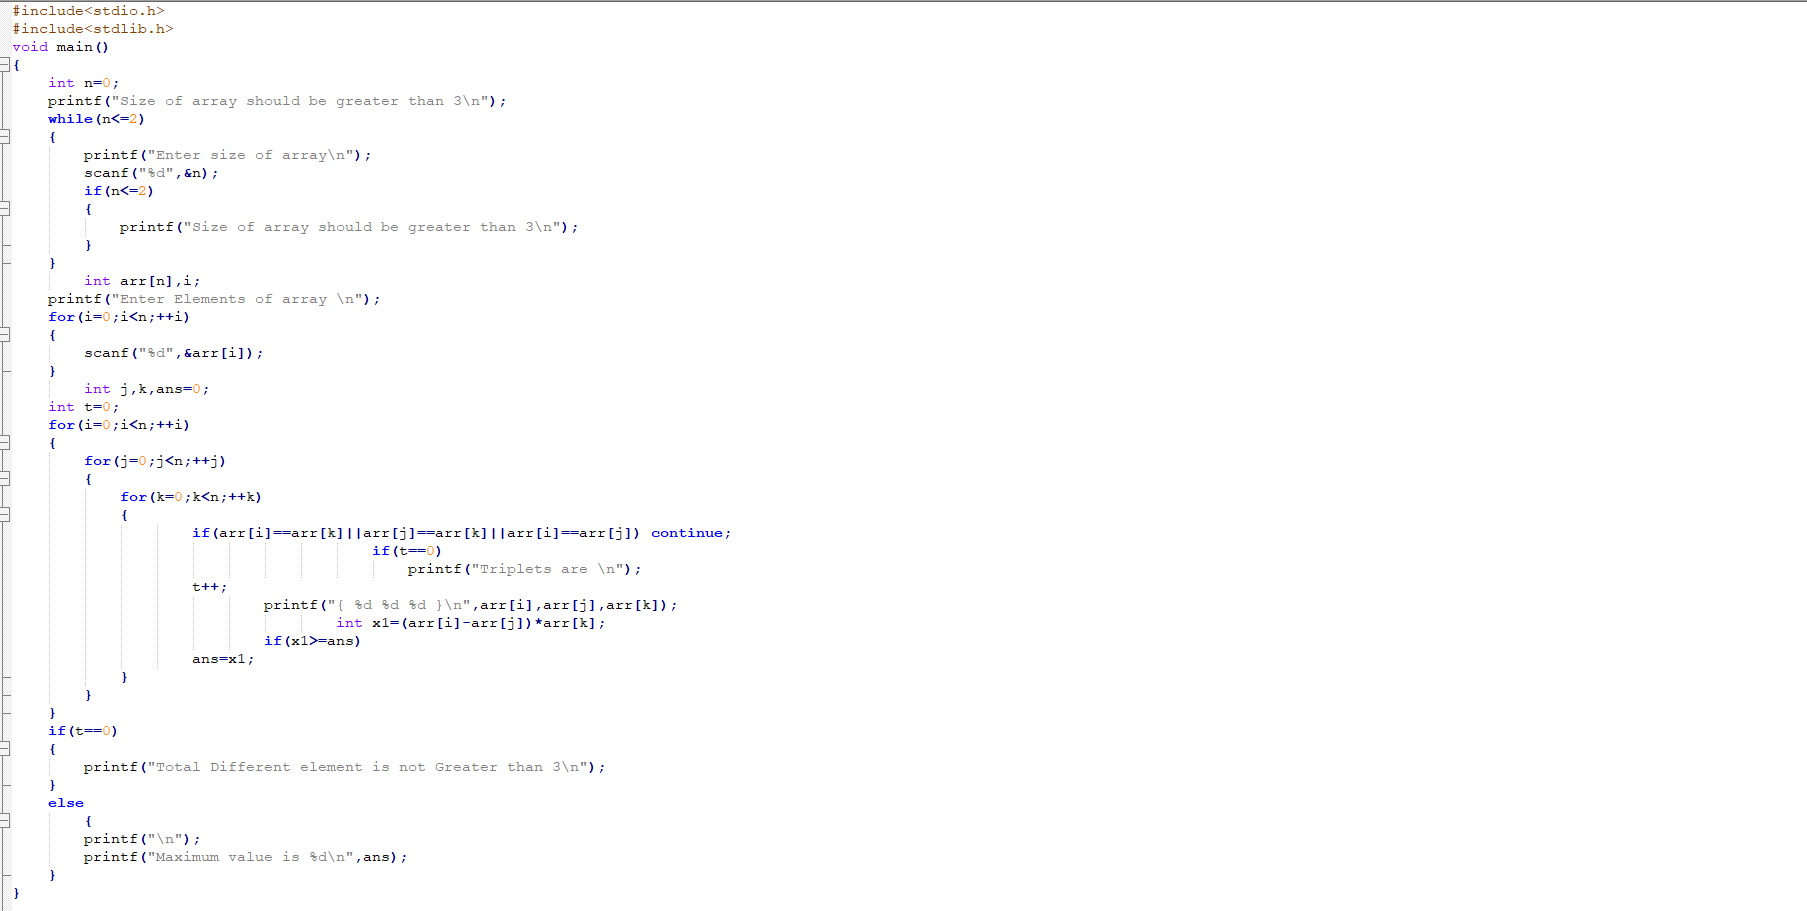 #include<stdio.h>
#include<stdlib.h>
void main()
{
    int n=0;
    printf("Size of array should be greater than 3\n");
    while(n<=2)
    {
        printf("Enter size of array\n");
        scanf("%d",&n);
        if(n<=2)
        {
            printf("Size of array should be greater than 3\n");
        }
    }
        int arr[n],i;
    printf("Enter Elements of array \n");
    for(i=0;i<n;++i)
    {
        scanf("%d",&arr[i]);
    }
        int j,k,ans=0;
    int t=0;
    for(i=0;i<n;++i)
    {
        for(j=0;j<n;++j)
        {
            for(k=0;k<n;++k)
            {
                    if(arr[i]==arr[k]||arr[j]==arr[k]||arr[i]==arr[j]) continue;
                                        if(t==0)
                                            printf("Triplets are \n");
                    t++;
                            printf("{ %d %d %d }\n",arr[i],arr[j],arr[k]);
                                    int x1=(arr[i]-arr[j])*arr[k];
                            if(x1>=ans)
                    ans=x1;
            }
        }
    }
    if(t==0)
    {
        printf("Total Different element is not Greater than 3\n");
    }
    else
        {
        printf("\n");
        printf("Maximum value is %d\n",ans);
    }
}